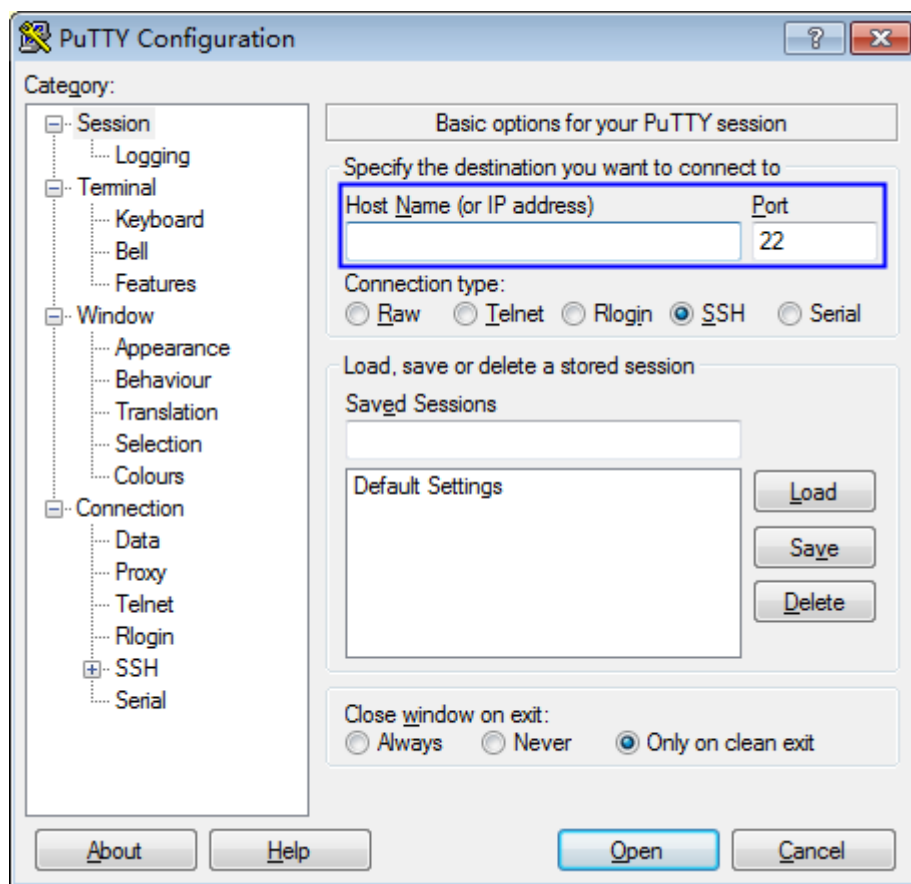 PuTTY Configuration
Category:
Session
Logging
Terminal
Keyboard
Bell
Features
Window
Appearance
Behaviour
Translation
Selection
Colours
Connection
Data
Proxy
Telnet
Rlogin
SSH
Serial
Basic options for your PuTTY session
Specify the destination you want to connect to
Host Name (or IP address) Port
22
Connection type:
Raw Telnet Rlogin SSH Serial
Load, save or delete a stored session
Saved Sessions
Default Settings
Load
Save
Delete
Close window on exit:
Always Never Only on clean exit
About Help Open Cancel